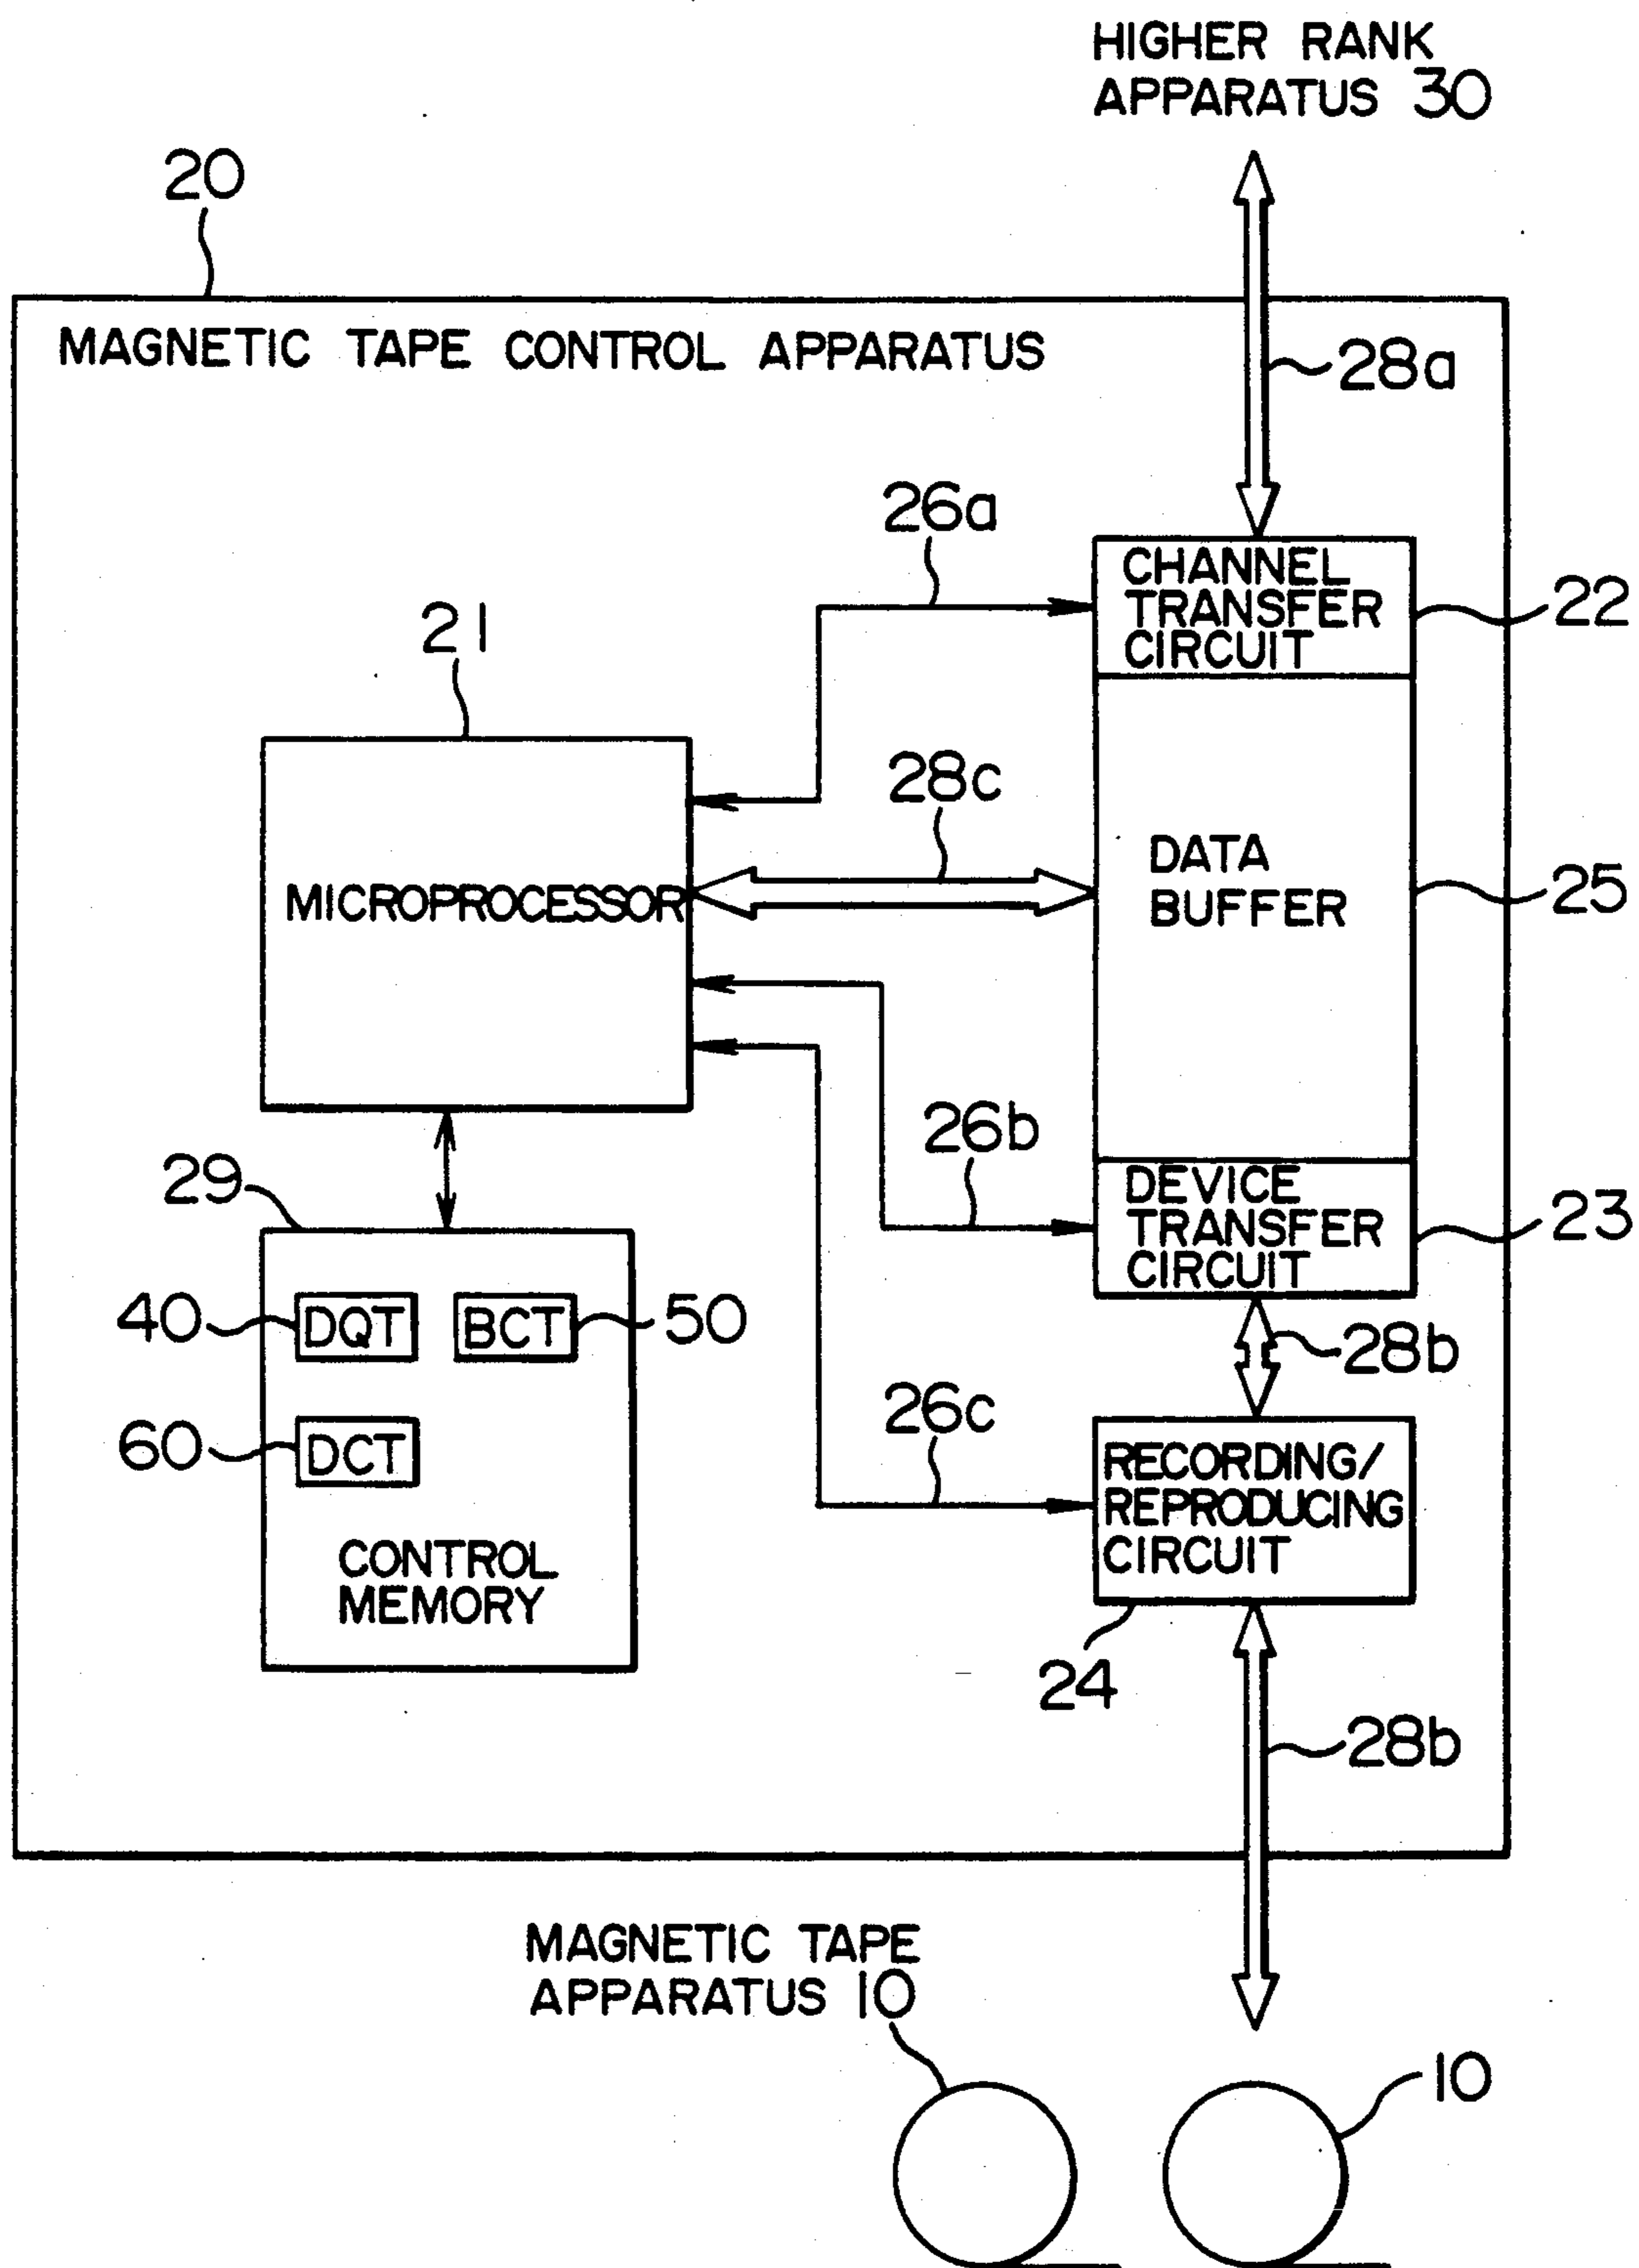 HIGHER RANK
APPARATUS 30
20
MAGNETIC TAPE CONTROL APPARATUS
28a
26a
CHANNEL
TRANSFER
CIRCUIT
22
21
28c
MICROPROCESSOR
DATA
BUFFER
25
26b
DEVICE
TRANSFER
CIRCUIT
23
29
40
DQT
BCT
50
28b
60
DCT
26c
RECORDING/
REPRODUCING
CIRCUIT
CONTROL
MEMORY
24
28b
MAGNETIC TAPE
APPARATUS 10
10